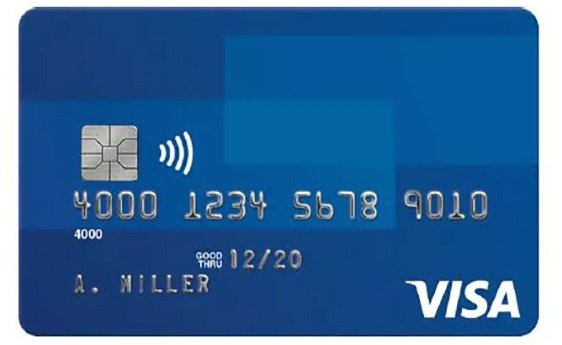 4000 1234 5678 9010
4000
GOOD THRU 12/20
A. MILLER
VISA